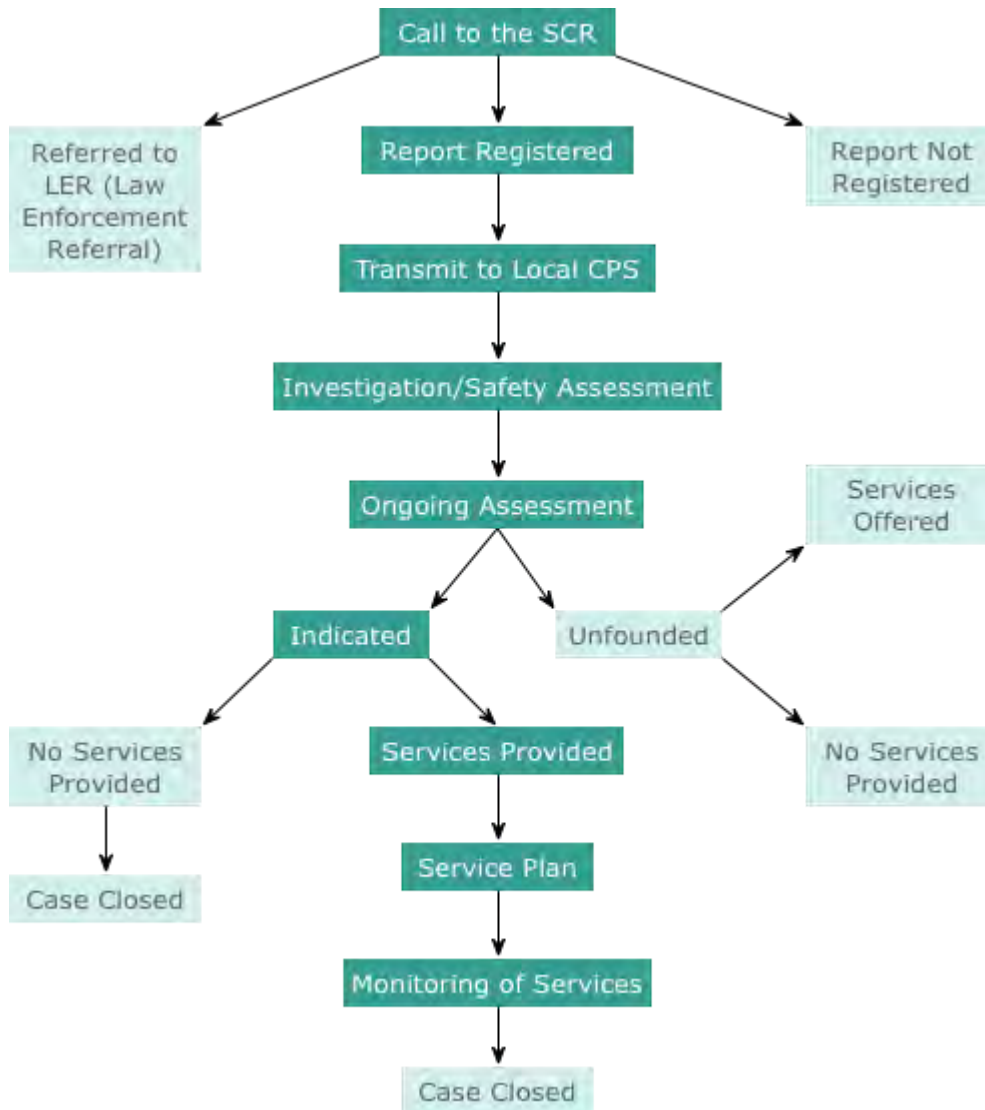 Call to the SCR
Referred to
LER (Law
Enforcement
Referral)
Report Registered
Report Not
Registered
Transmit to Local CPS
Investigation/Safety Assessment
Ongoing Assessment
Services
Offered
Indicated
Unfounded
No Services
Provided
Services Provided
No Services
Provided
Service Plan
Case Closed
Monitoring of Services
Case Closed